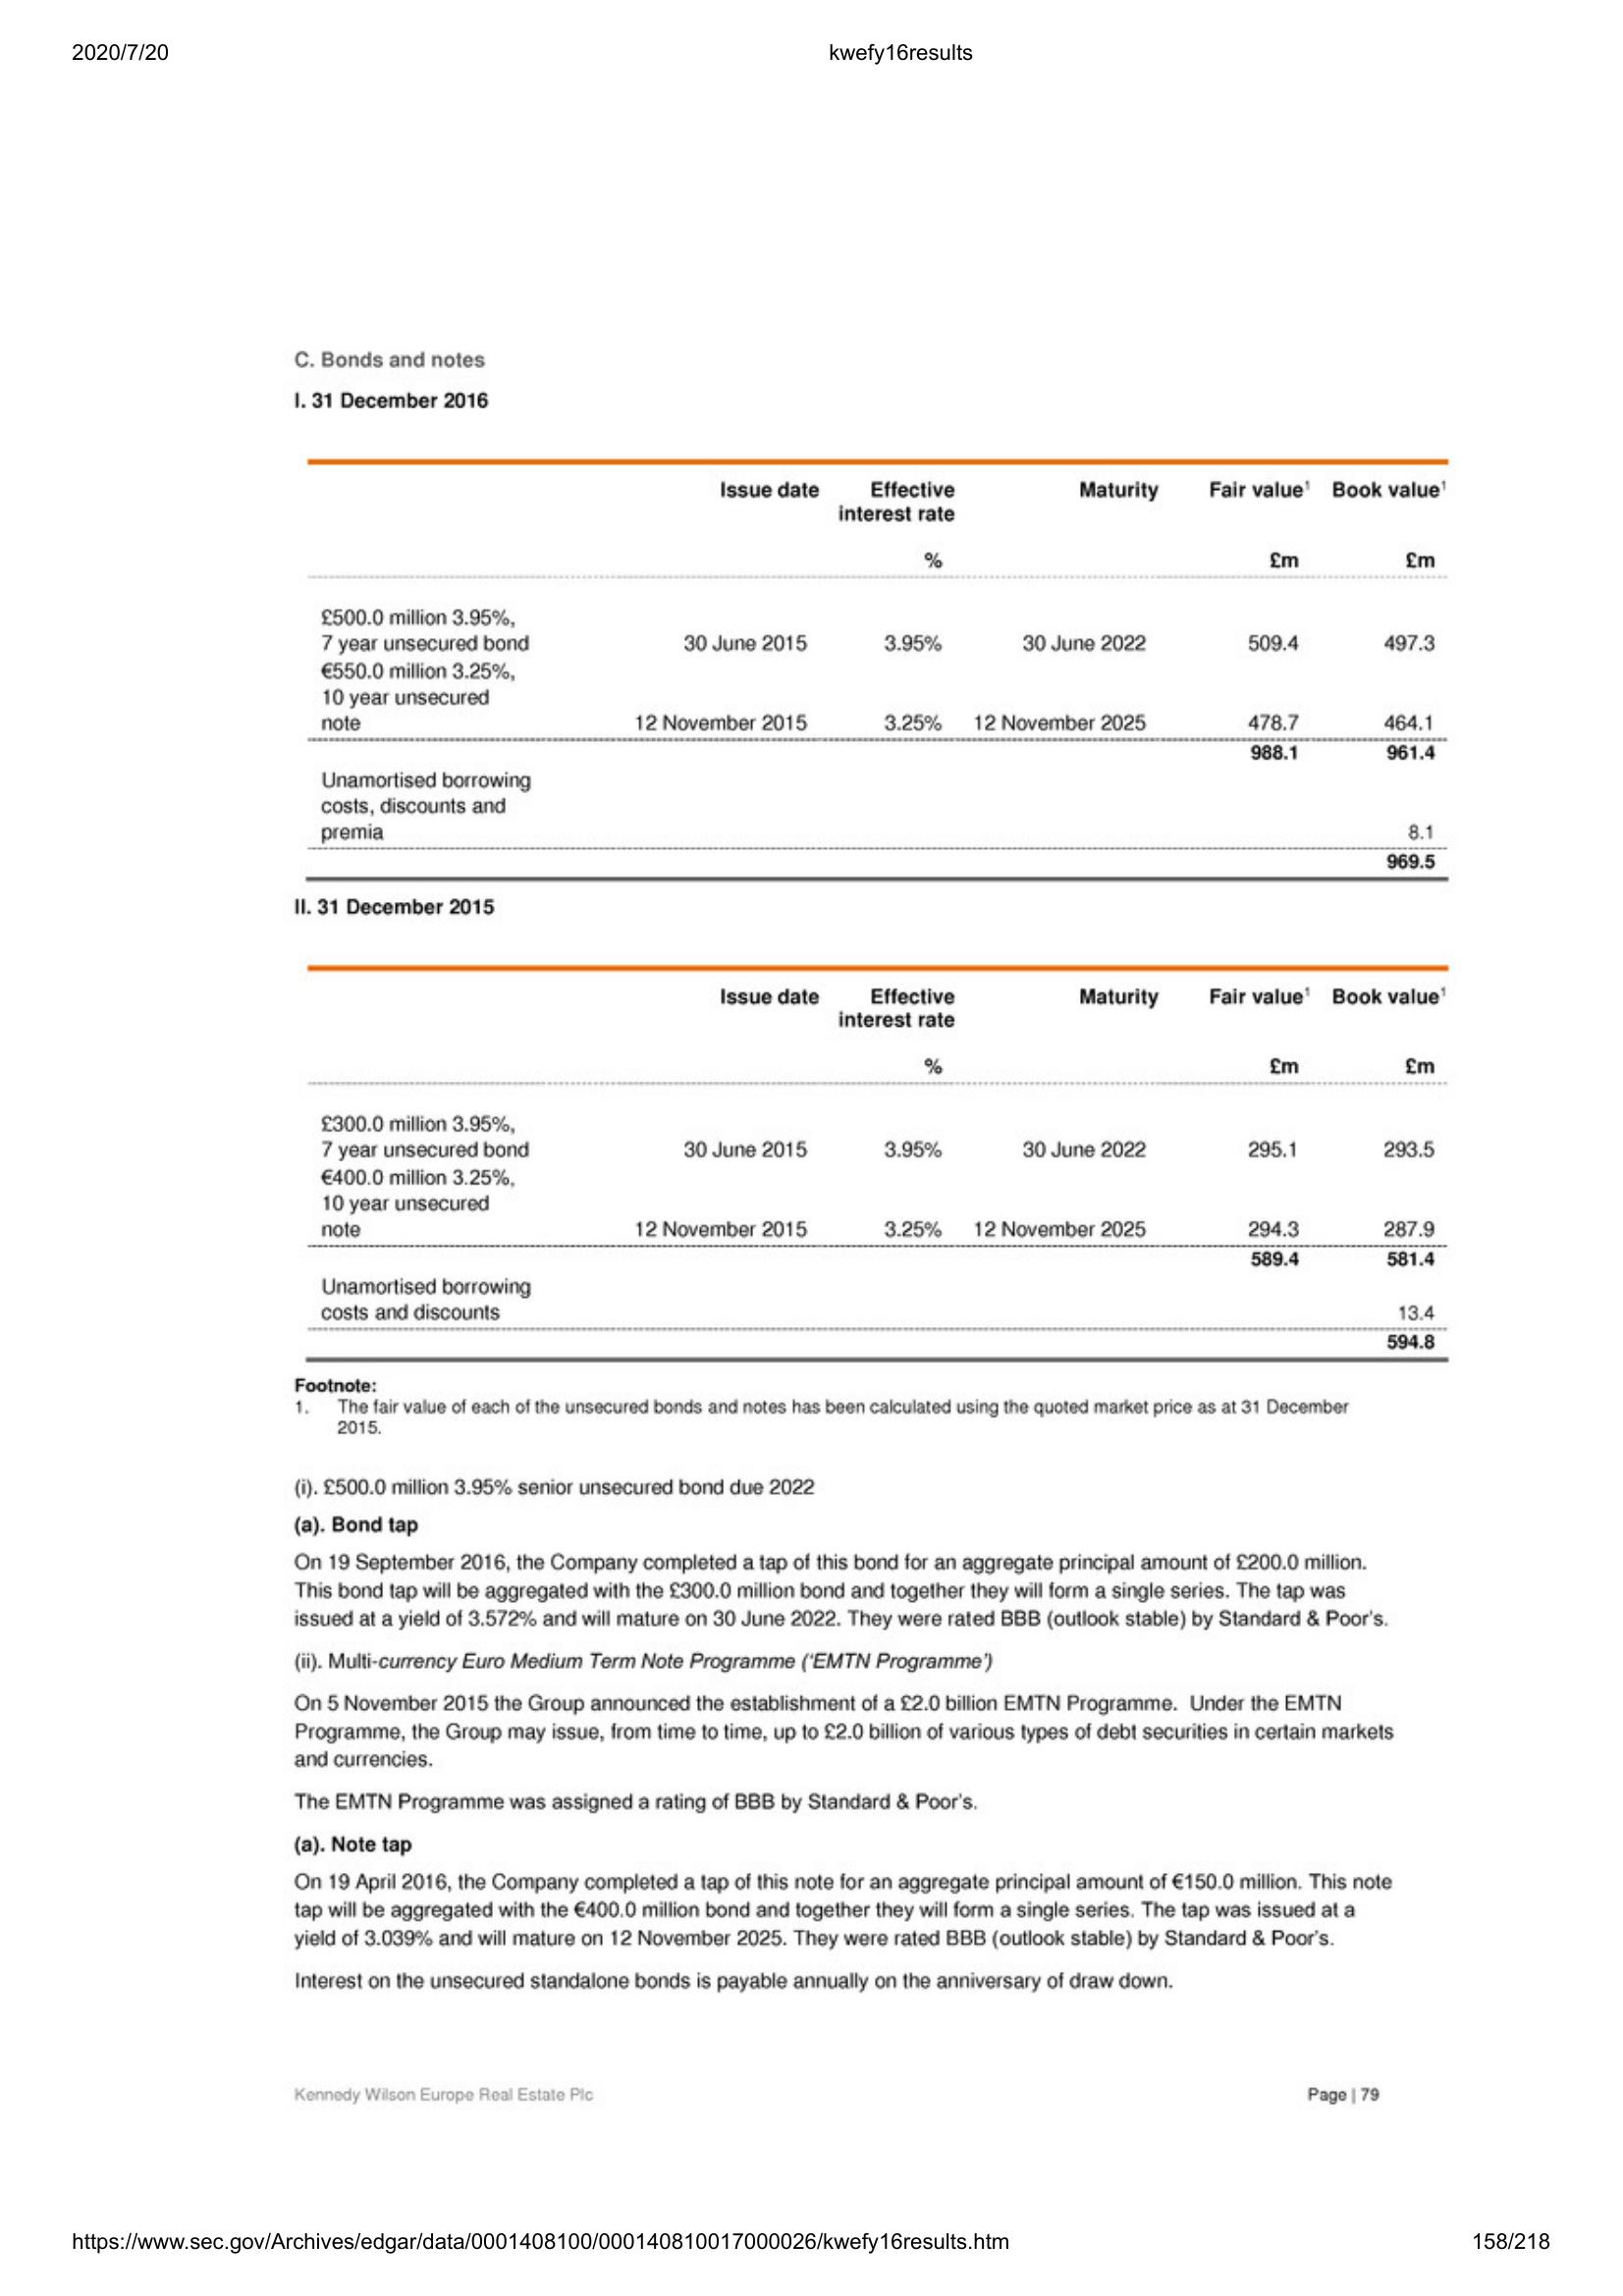 2020/7/20 kwefy16results
C. Bonds and notes
I. 31 December 2016
Issue date Effective Maturity Fair value¹ Book value¹
interest rate
% £m £m
£500.0 million 3.95%,
7 year unsecured bond 30 June 2015 3.95% 30 June 2022 509.4 497.3
€550.0 million 3.25%,
10 year unsecured
note 12 November 2015 3.25% 12 November 2025 478.7 464.1
988.1 961.4
Unamortised borrowing
costs, discounts and
premia 8.1
969.5
II. 31 December 2015
Issue date Effective Maturity Fair value¹ Book value¹
interest rate
% £m £m
£300.0 million 3.95%,
7 year unsecured bond 30 June 2015 3.95% 30 June 2022 295.1 293.5
€400.0 million 3.25%,
10 year unsecured
note 12 November 2015 3.25% 12 November 2025 294.3 287.9
589.4 581.4
Unamortised borrowing
costs and discounts 13.4
594.8
Footnote:
1. The fair value of each of the unsecured bonds and notes has been calculated using the quoted market price as at 31 December
2015.
(i). £500.0 million 3.95% senior unsecured bond due 2022
(a). Bond tap
On 19 September 2016, the Company completed a tap of this bond for an aggregate principal amount of £200.0 million.
This bond tap will be aggregated with the £300.0 million bond and together they will form a single series. The tap was
issued at a yield of 3.572% and will mature on 30 June 2022. They were rated BBB (outlook stable) by Standard & Poor's.
(ii). Multi-currency Euro Medium Term Note Programme ('EMTN Programme')
On 5 November 2015 the Group announced the establishment of a £2.0 billion EMTN Programme. Under the EMTN
Programme, the Group may issue, from time to time, up to £2.0 billion of various types of debt securities in certain markets
and currencies.
The EMTN Programme was assigned a rating of BBB by Standard & Poor's.
(a). Note tap
On 19 April 2016, the Company completed a tap of this note for an aggregate principal amount of €150.0 million. This note
tap will be aggregated with the €400.0 million bond and together they will form a single series. The tap was issued at a
yield of 3.039% and will mature on 12 November 2025. They were rated BBB (outlook stable) by Standard & Poor's.
Interest on the unsecured standalone bonds is payable annually on the anniversary of draw down.
Kennedy Wilson Europe Real Estate Plc Page | 79
https://www.sec.gov/Archives/edgar/data/0001408100/000140810017000026/kwefy16results.htm 158/218